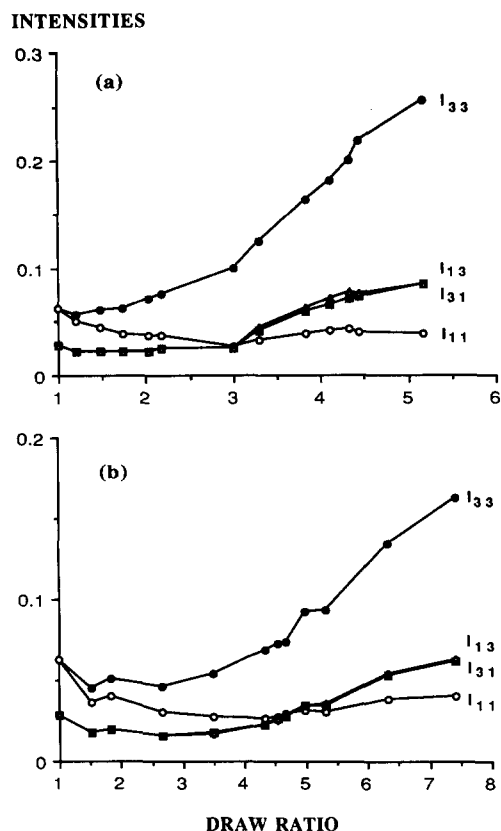 INTENSITIES
(a)
0.3
0.2
0.1
0
I33
I13
I31
I11
1 2 3 4 5 6
(b)
0.2
0.1
0
I33
I13
I31
I11
1 2 3 4 5 6 7 8
DRAW RATIO